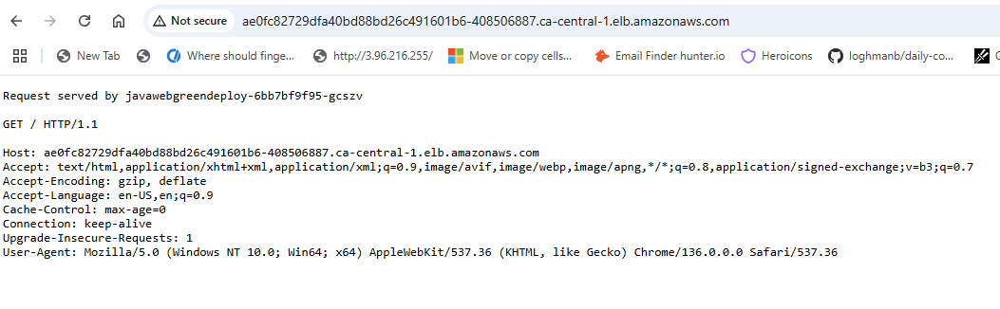 Not secure ae0fc82729dfa40bd88bd26c491601b6-408506887.ca-central-1.elb.amazonaws.com
New Tab Where should finge... http://3.96.216.255/ Move or copy cells... Email Finder hunter.io Heroicons loghmanb/daily-co...
Request served by javawebgreendeploy-6bb7bf9f95-gcszv
GET / HTTP/1.1
Host: ae0fc82729dfa40bd88bd26c491601b6-408506887.ca-central-1.elb.amazonaws.com
Accept: text/html,application/xhtml+xml,application/xml;q=0.9,image/avif,image/webp,image/apng,*/*;q=0.8,application/signed-exchange;v=b3;q=0.7
Accept-Encoding: gzip, deflate
Accept-Language: en-US,en;q=0.9
Cache-Control: max-age=0
Connection: keep-alive
Upgrade-Insecure-Requests: 1
User-Agent: Mozilla/5.0 (Windows NT 10.0; Win64; x64) AppleWebKit/537.36 (KHTML, like Gecko) Chrome/136.0.0.0 Safari/537.36